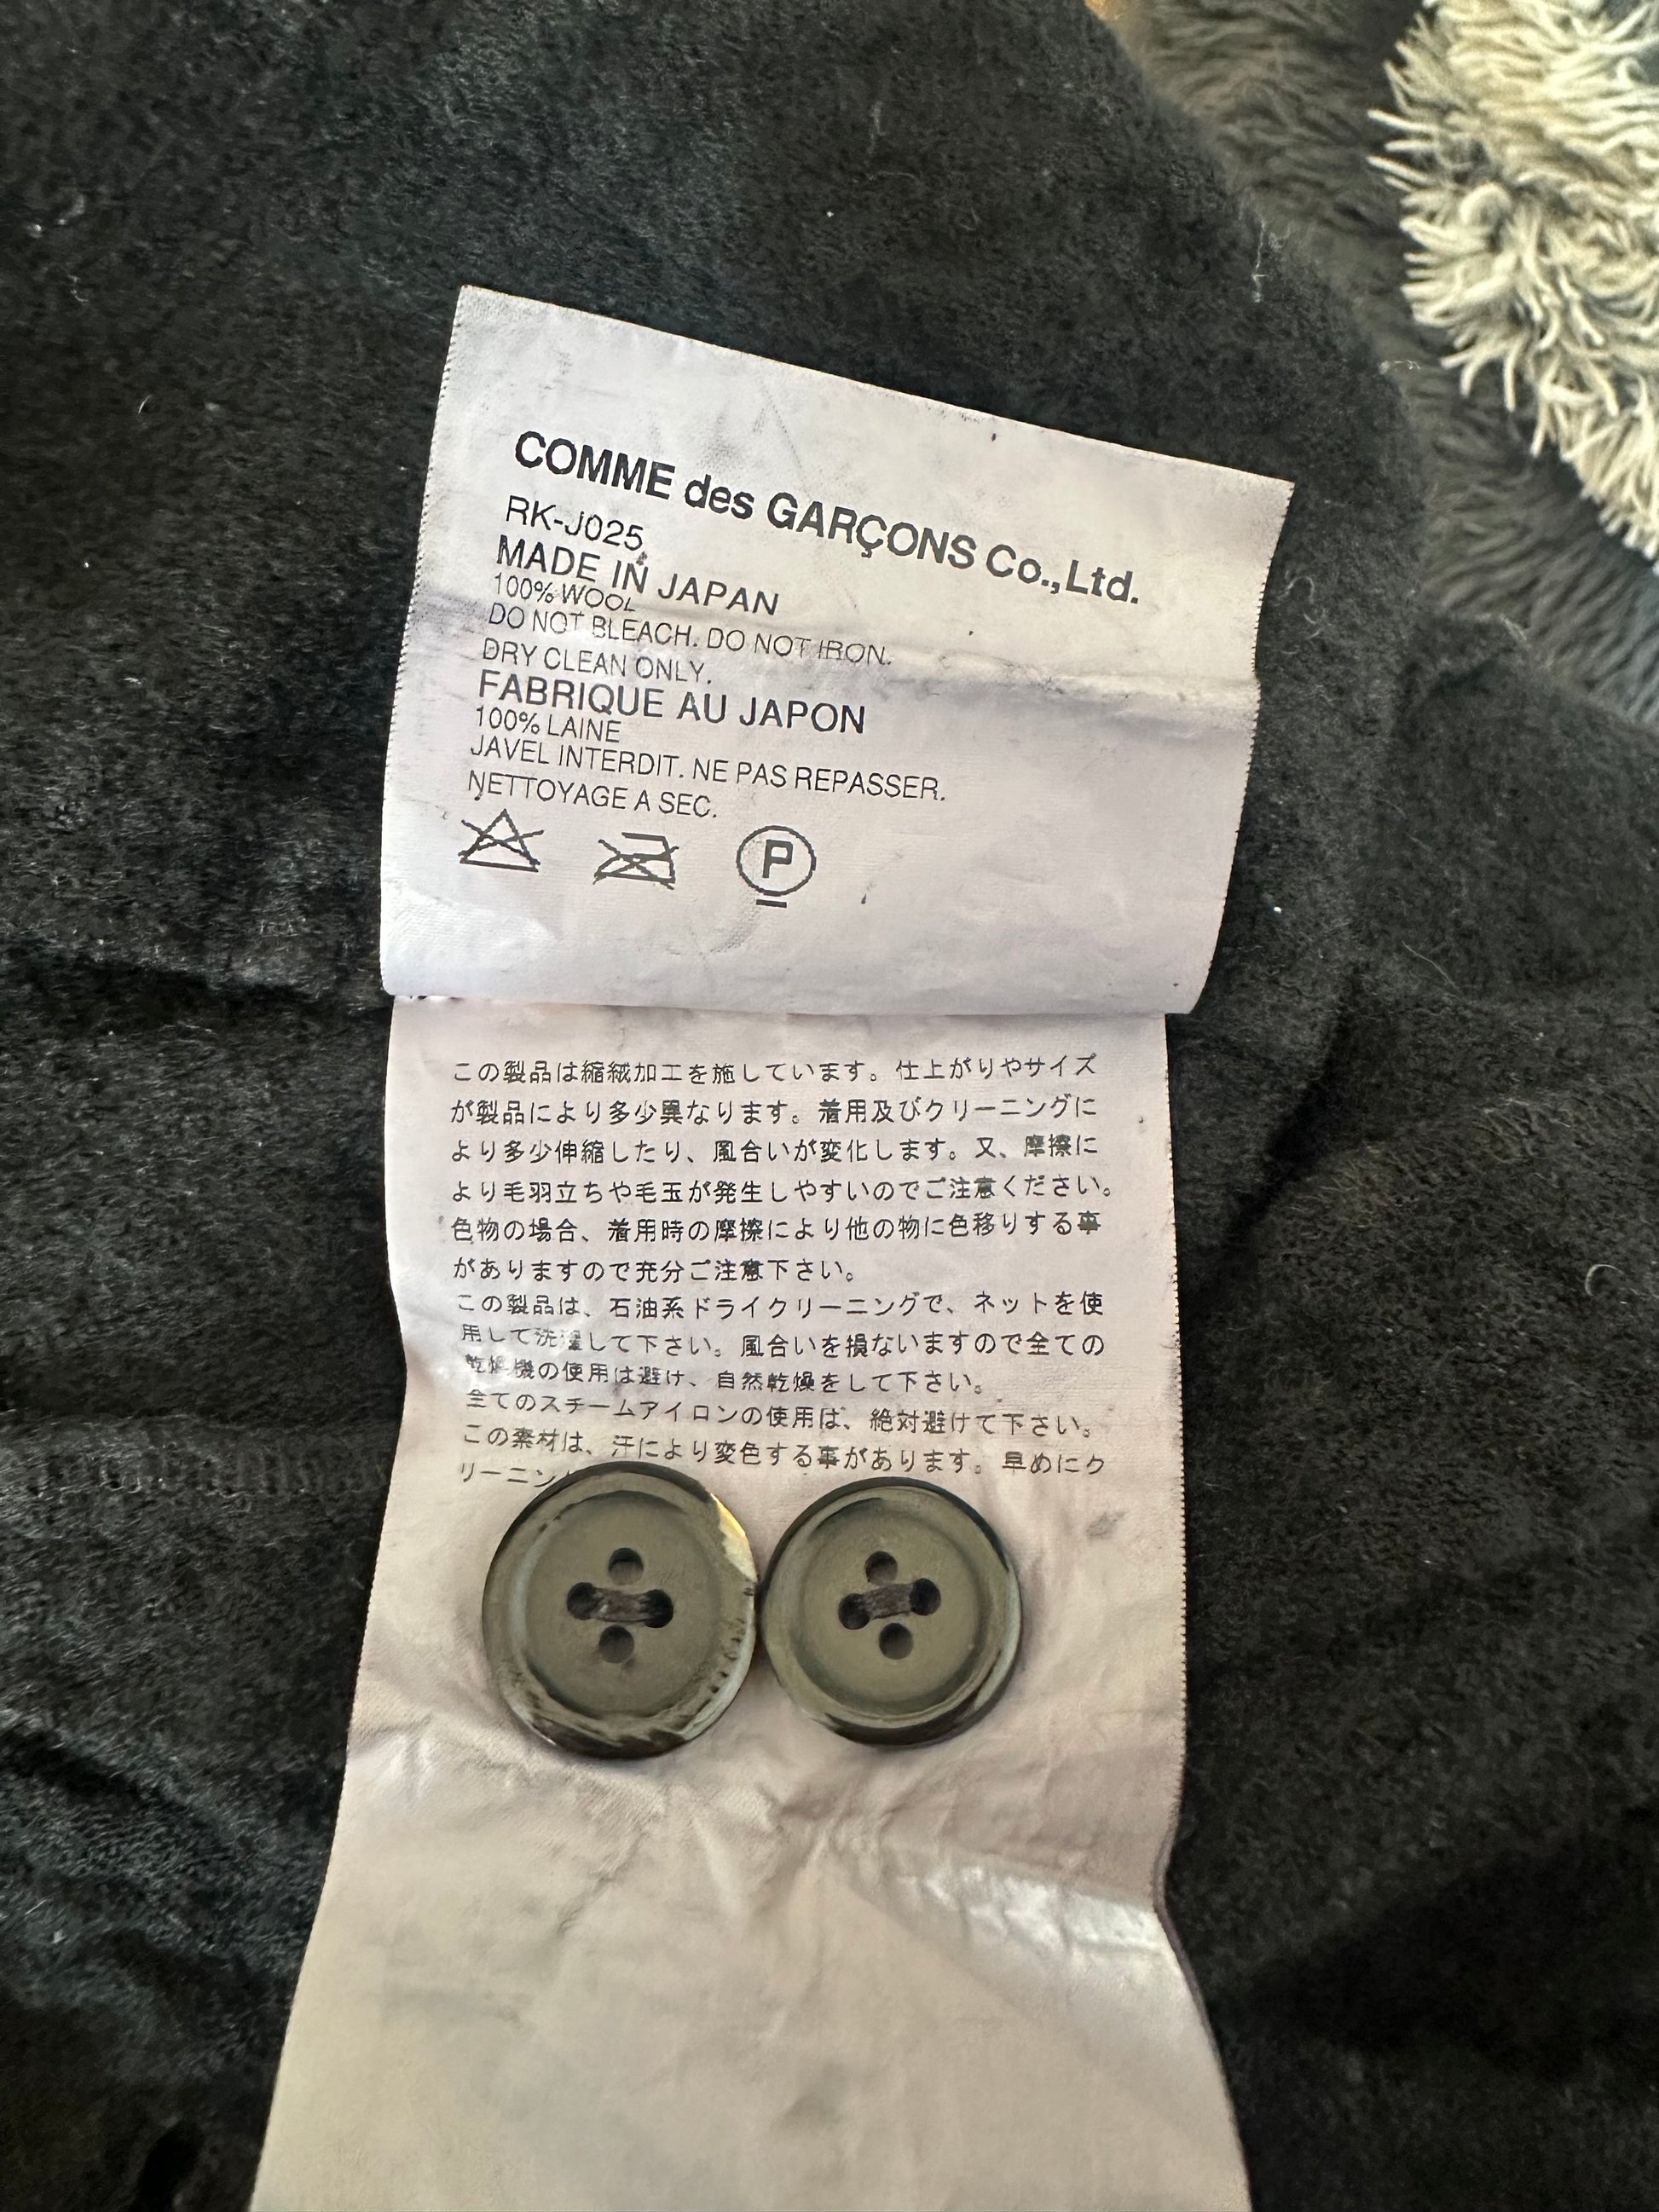 COMME des GARÇONS Co.,Ltd.
RK-J025
MADE IN JAPAN
100% WOOL
DO NOT BLEACH. DO NOT IRON.
DRY CLEAN ONLY.
FABRIQUE AU JAPON
100% LAINE
JAVEL INTERDIT. NE PAS REPASSER.
NETTOYAGE A SEC.
P
この製品は縮絨加工を施しています。仕上がりやサイズ
が製品により多少異なります。着用及びクリーニングに
より多少伸縮したり、風合いが変化します。又、摩擦に
より毛羽立ちや毛玉が発生しやすいのでご注意ください。
色物の場合、着用時の摩擦により他の物に色移りする事
がありますので充分ご注意下さい。
この製品は、石油系ドライクリーニングで、ネットを使
用して洗濯して下さい。風合いを損ないますので全ての
乾燥機の使用は避け、自然乾燥をして下さい。
全てのスチームアイロンの使用は、絶対避けて下さい。
この素材は、汗により変色する事があります。早めにク
リーニン